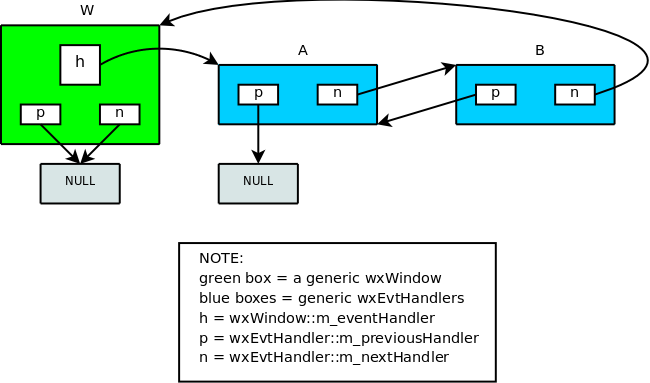 W
A
B
h
p
n
p
n
p
n
NULL
NULL
NOTE:
green box = a generic wxWindow
blue boxes = generic wxEvtHandlers
h = wxWindow::m_eventHandler
p = wxEvtHandler::m_previousHandler
n = wxEvtHandler::m_nextHandler